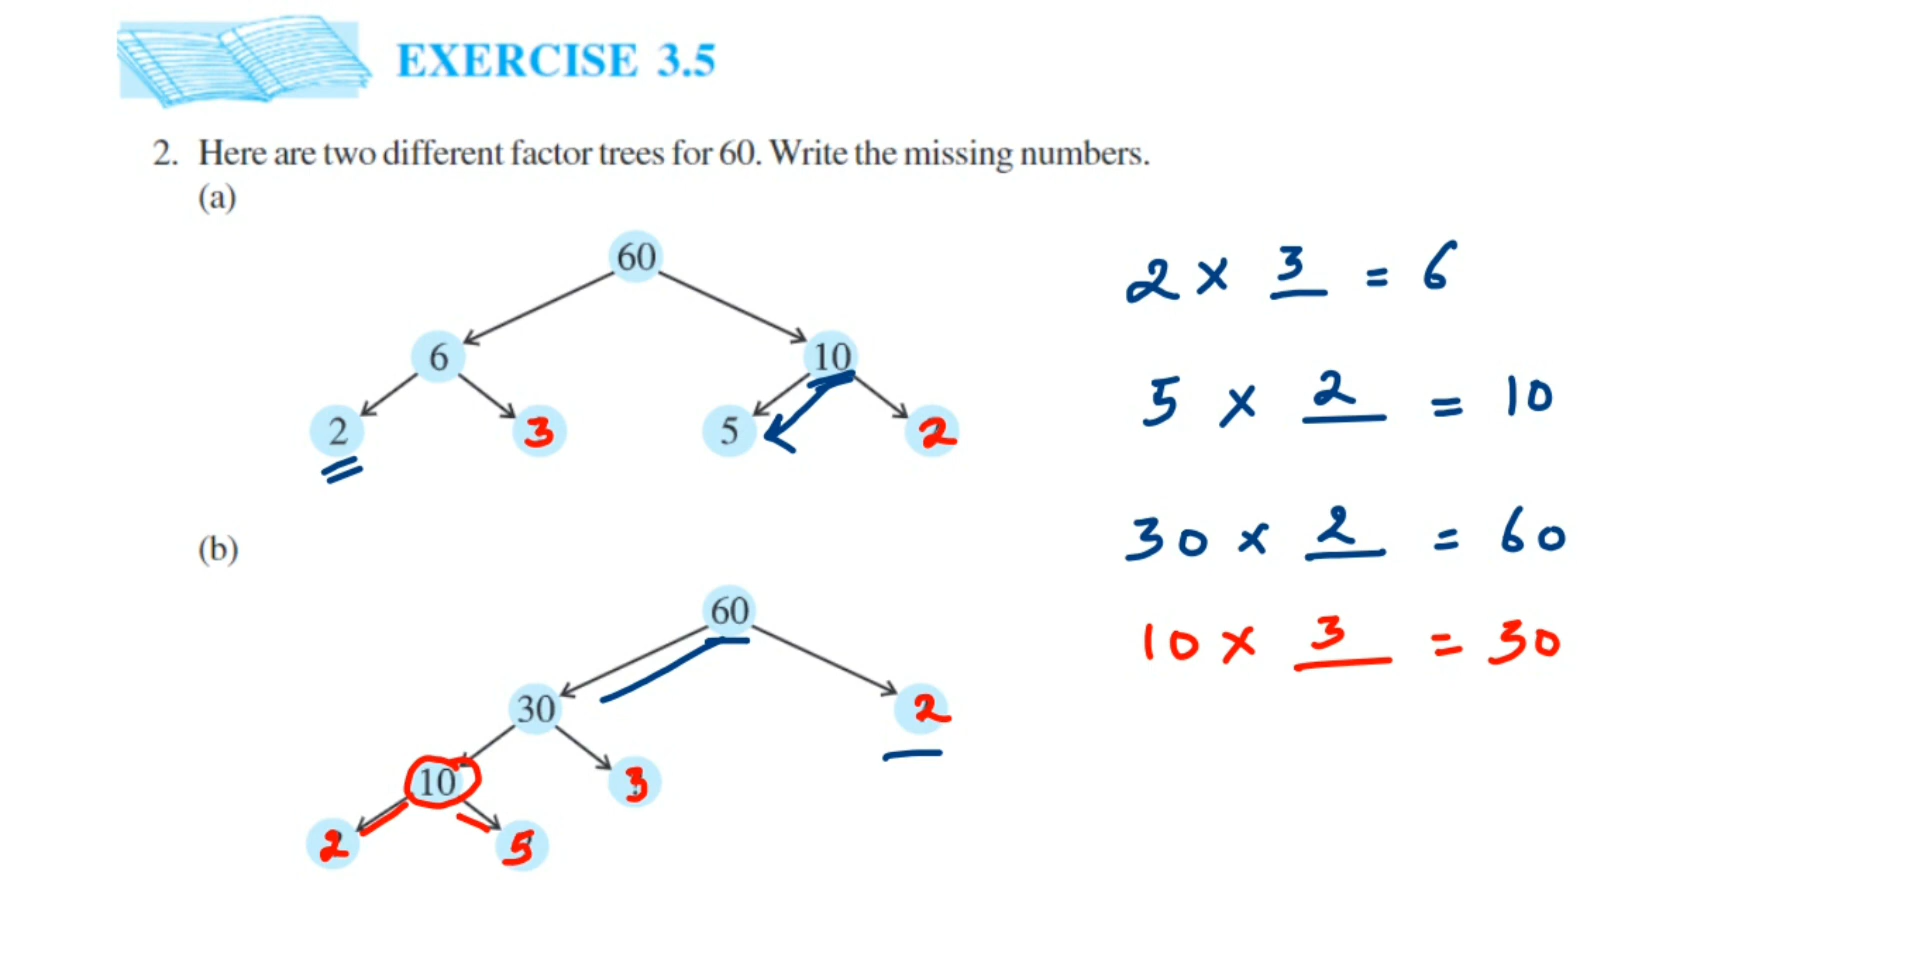 EXERCISE 3.5
2. Here are two different factor trees for 60. Write the missing numbers.
(a)
60
2 × 3 = 6
6 10
5 × 2 = 10
2 3 5 2
30 × 2 = 60
(b)
60
10 × 3 = 30
30 2
10 3
2 5